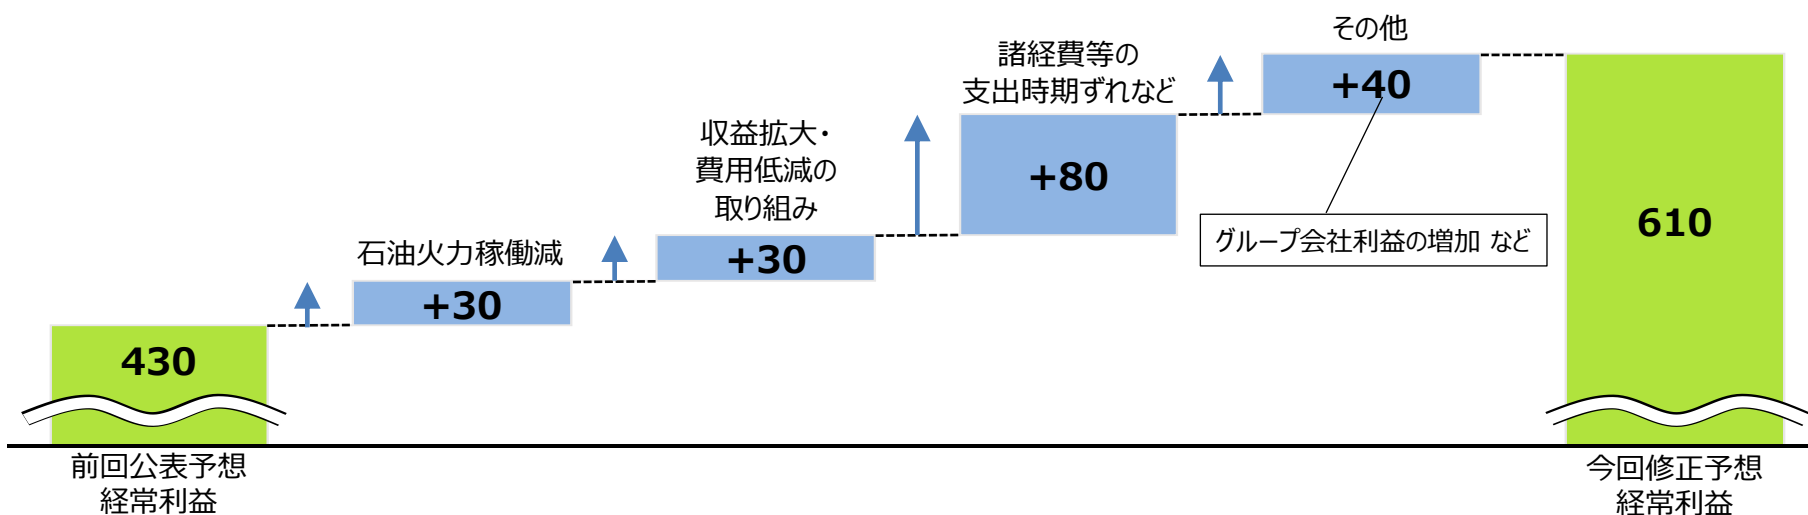 430
前回公表予想
経常利益
石油火力稼働減
+30
収益拡大・
費用低減の
取り組み
+30
諸経費等の
支出時期ずれなど
+80
その他
+40
グループ会社利益の増加 など
610
今回修正予想
経常利益